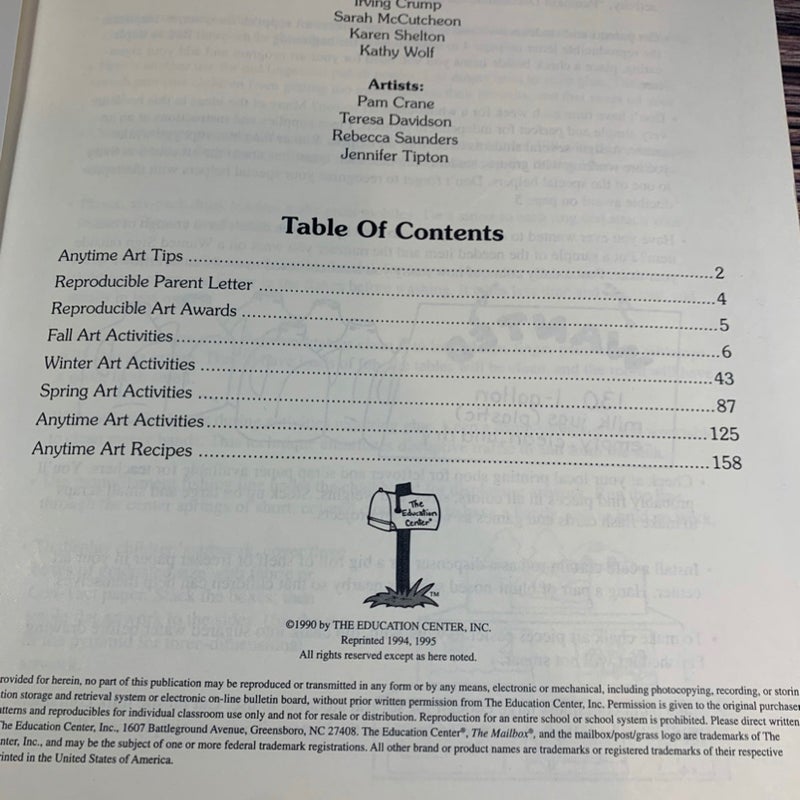 Irving Crump
Sarah McCutcheon
Karen Shelton
Kathy Wolf
Artists:
Pam Crane
Teresa Davidson
Rebecca Saunders
Jennifer Tipton
Table Of Contents
Anytime Art Tips ........ 2
Reproducible Parent Letter ........ 4
Reproducible Art Awards ........ 5
Fall Art Activities ........ 6
Winter Art Activities ........ 43
Spring Art Activities ........ 87
Anytime Art Activities ........ 125
Anytime Art Recipes ........ 158
The
Education
Center®
™
©1990 by THE EDUCATION CENTER, INC.
Reprinted 1994, 1995
All rights reserved except as here noted.
rovided for herein, no part of this publication may be reproduced or transmitted in any form or by any means, electronic or mechanical, including photocopying, recording, or storin
tion storage and retrieval system or electronic on-line bulletin board, without prior written permission from The Education Center, Inc. Permission is given to the original purchaser
atterns and reproducibles for individual classroom use only and not for resale or distribution. Reproduction for an entire school or school system is prohibited. Please direct written
The Education Center, Inc., 1607 Battleground Avenue, Greensboro, NC 27408. The Education Center®, The Mailbox®, and the mailbox/post/grass logo are trademarks of The
nter, Inc., and may be the subject of one or more federal trademark registrations. All other brand or product names are trademarks or registered trademarks of their respective
rinted in the United States of America.